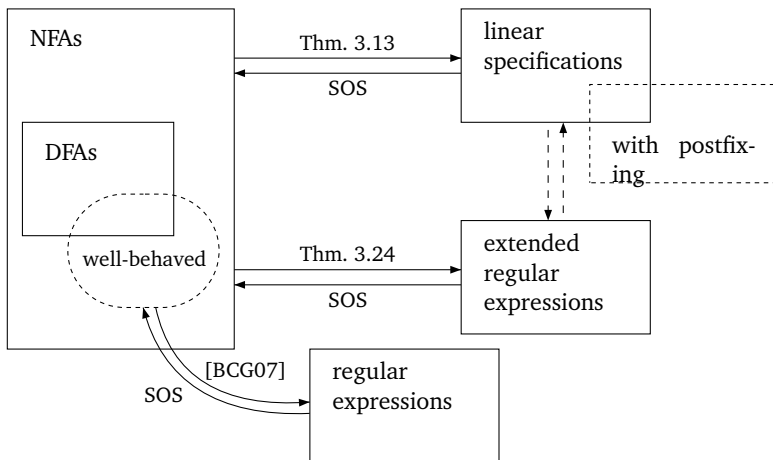 NFAs
Thm. 3.13
SOS
linear
specifications
with postfix-
ing
DFAs
well-behaved
Thm. 3.24
SOS
extended
regular
expressions
[BCG07]
SOS
regular
expressions